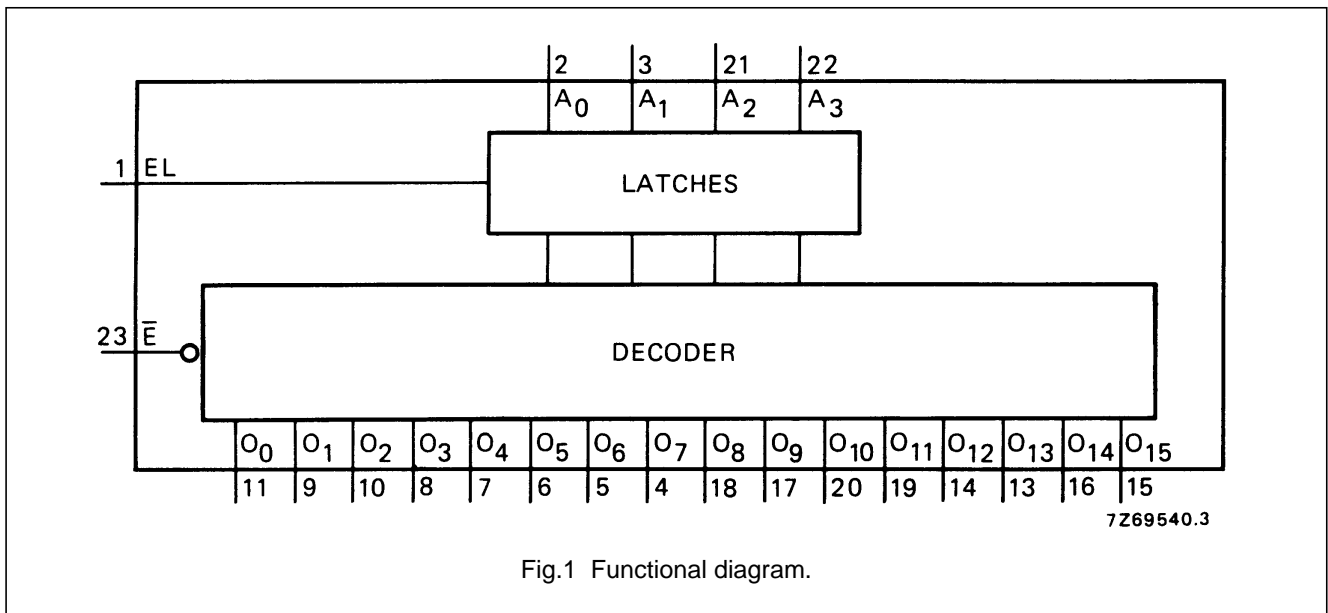 2 3 21 22
A0 A1 A2 A3
1 EL
LATCHES
23 E̅
DECODER
O0 O1 O2 O3 O4 O5 O6 O7 O8 O9 O10 O11 O12 O13 O14 O15
11 9 10 8 7 6 5 4 18 17 20 19 14 13 16 15
7Z69540.3
Fig.1 Functional diagram.